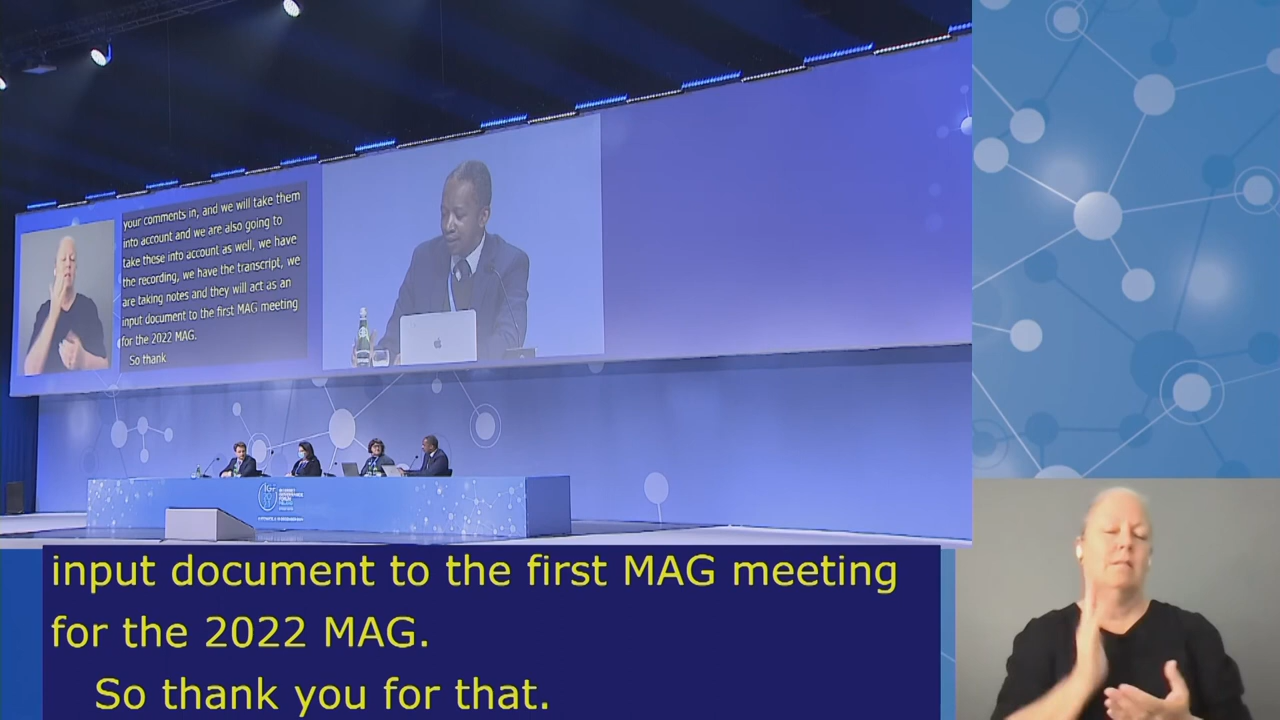 your comments in, and we will take them
into account and we are also going to
take these into account as well, we have
the recording, we have the transcript, we
are taking notes and they will act as an
input document to the first MAG meeting
for the 2022 MAG.
So thank
input document to the first MAG meeting
for the 2022 MAG.
So thank you for that.